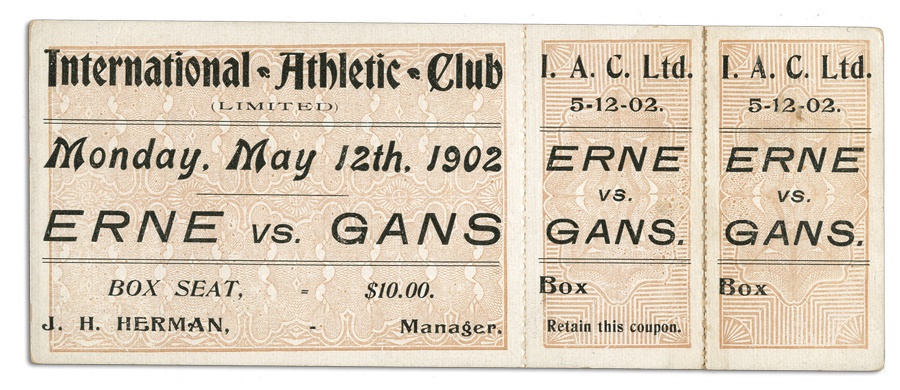 International - Athletic - Club
(LIMITED)
Monday, May 12th, 1902
ERNE vs. GANS
BOX SEAT, - $10.00.
J. H. HERMAN, - Manager.
I. A. C. Ltd.
5-12-02.
ERNE
vs.
GANS.
Box
Retain this coupon.
I. A. C. Ltd.
5-12-02.
ERNE
vs.
GANS.
Box